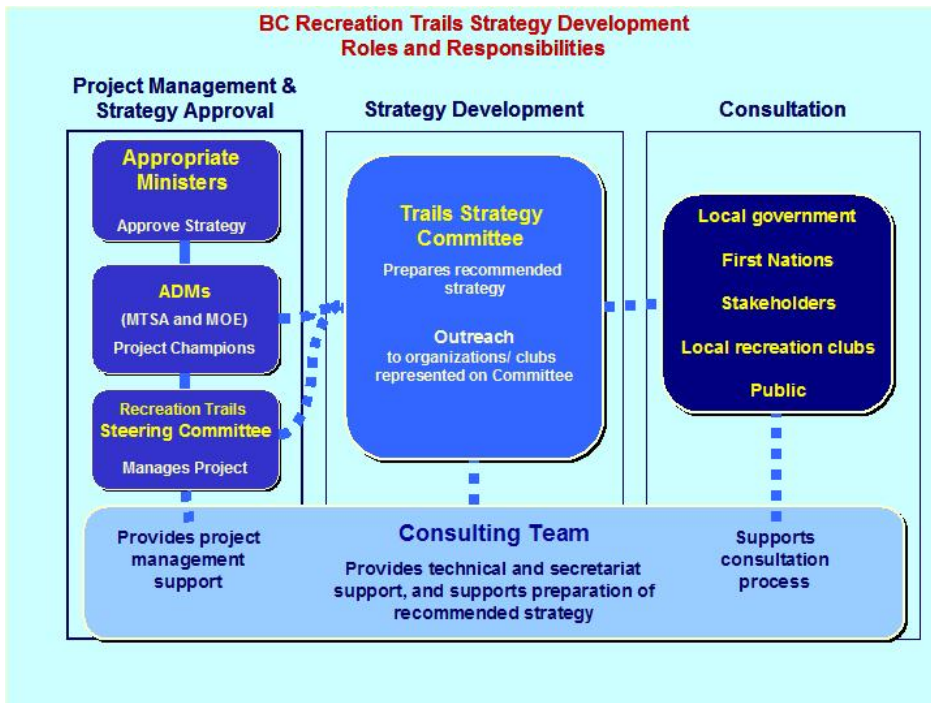 BC Recreation Trails Strategy Development
Roles and Responsibilities
Project Management &
Strategy Approval
Appropriate
Ministers
Approve Strategy
ADMs
(MTSA and MOE)
Project Champions
Recreation Trails
Steering Committee
Manages Project
Strategy Development
Trails Strategy
Committee
Prepares recommended
strategy
Outreach
to organizations/ clubs
represented on Committee
Consultation
Local government
First Nations
Stakeholders
Local recreation clubs
Public
Provides project
management
support
Consulting Team
Provides technical and secretariat
support, and supports preparation of
recommended strategy
Supports
consultation
process